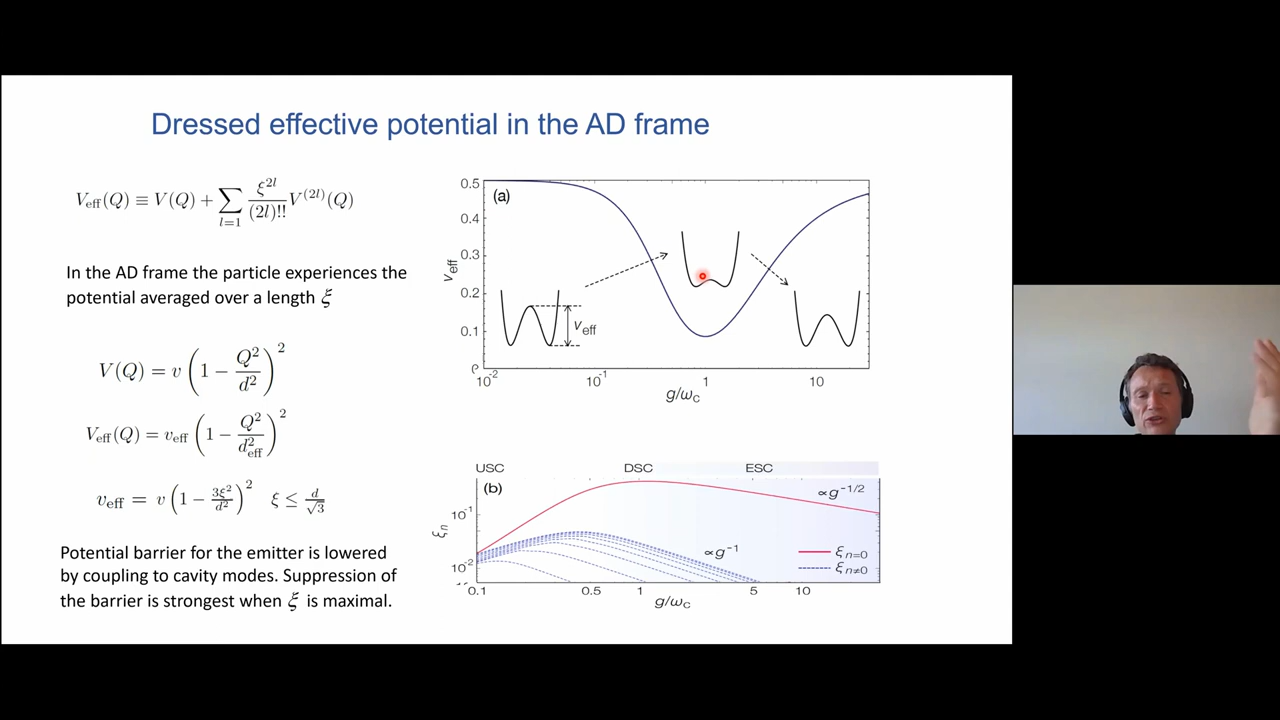 Dressed effective potential in the AD frame
V_eff(Q) ≡ V(Q) + ∑_{l=1} ξ^{2l}/(2l)!! V^{(2l)}(Q)
In the AD frame the particle experiences the
potential averaged over a length ξ
V(Q) = v (1 − Q²/d²)²
V_eff(Q) = v_eff (1 − Q²/d²_eff)²
v_eff = v (1 − 3ξ²/d²)² ξ ≤ d/√3
Potential barrier for the emitter is lowered
by coupling to cavity modes. Suppression of
the barrier is strongest when ξ is maximal.
(a)
0.5
0.4
0.3
0.2
0.1
v_eff
v_eff
10⁻² 10⁻¹ 1 10
g/ω_c
USC DSC ESC
(b)
∝g^{-1/2}
10⁻¹
ξ_n
∝g⁻¹
ξ_{n=0}
10⁻²
ξ_{n≠0}
0.1 0.5 1 5 10
g/ω_c